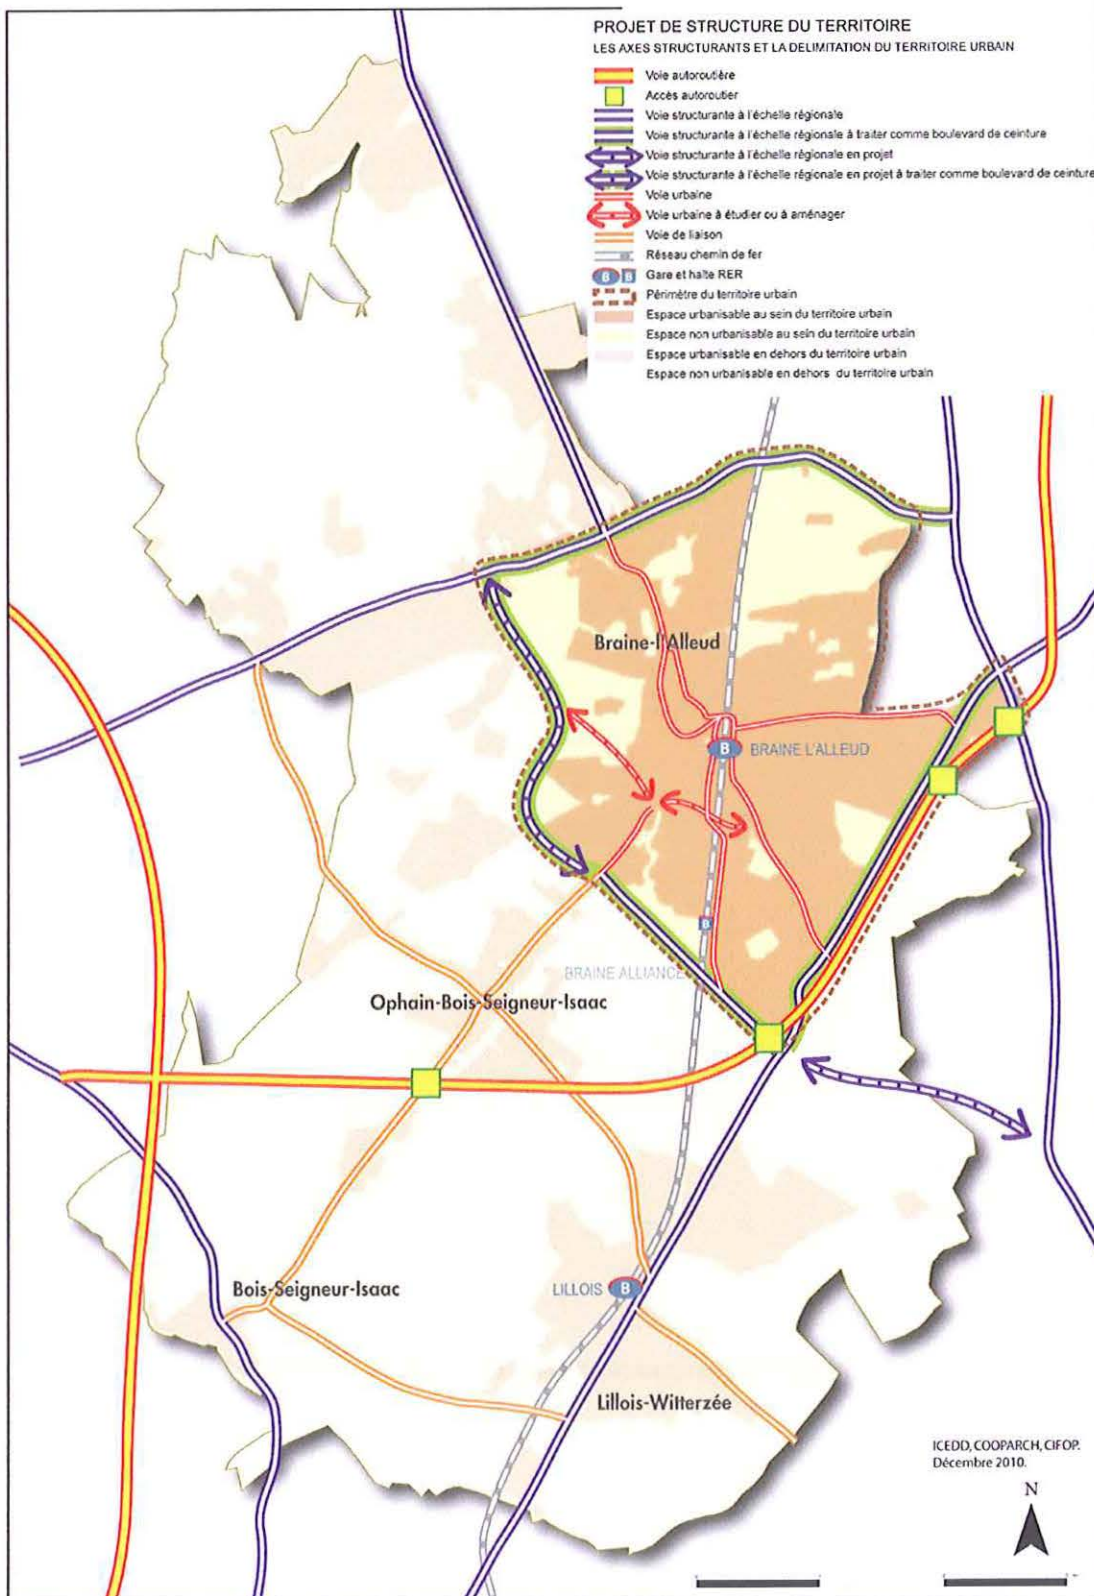 PROJET DE STRUCTURE DU TERRITOIRE
LES AXES STRUCTURANTS ET LA DELIMITATION DU TERRITOIRE URBAIN
Voie autoroutière
Accès autoroutier
Voie structurante à l'échelle régionale
Voie structurante à l'échelle régionale à traiter comme boulevard de ceinture
Voie structurante à l'échelle régionale en projet
Voie structurante à l'échelle régionale en projet à traiter comme boulevard de ceinture
Voie urbaine
Voie urbaine à étudier ou à aménager
Voie de liaison
Réseau chemin de fer
B B Gare et halte RER
Périmètre du territoire urbain
Espace urbanisable au sein du territoire urbain
Espace non urbanisable au sein du territoire urbain
Espace urbanisable en dehors du territoire urbain
Espace non urbanisable en dehors du territoire urbain
Braine-l'Alleud
B BRAINE L'ALLEUD
B
BRAINE ALLIANCE
Ophain-Bois-Seigneur-Isaac
Bois-Seigneur-Isaac
LILLOIS B
Lillois-Witterzée
ICEDD, COOPARCH, CIFOP.
Décembre 2010.
N